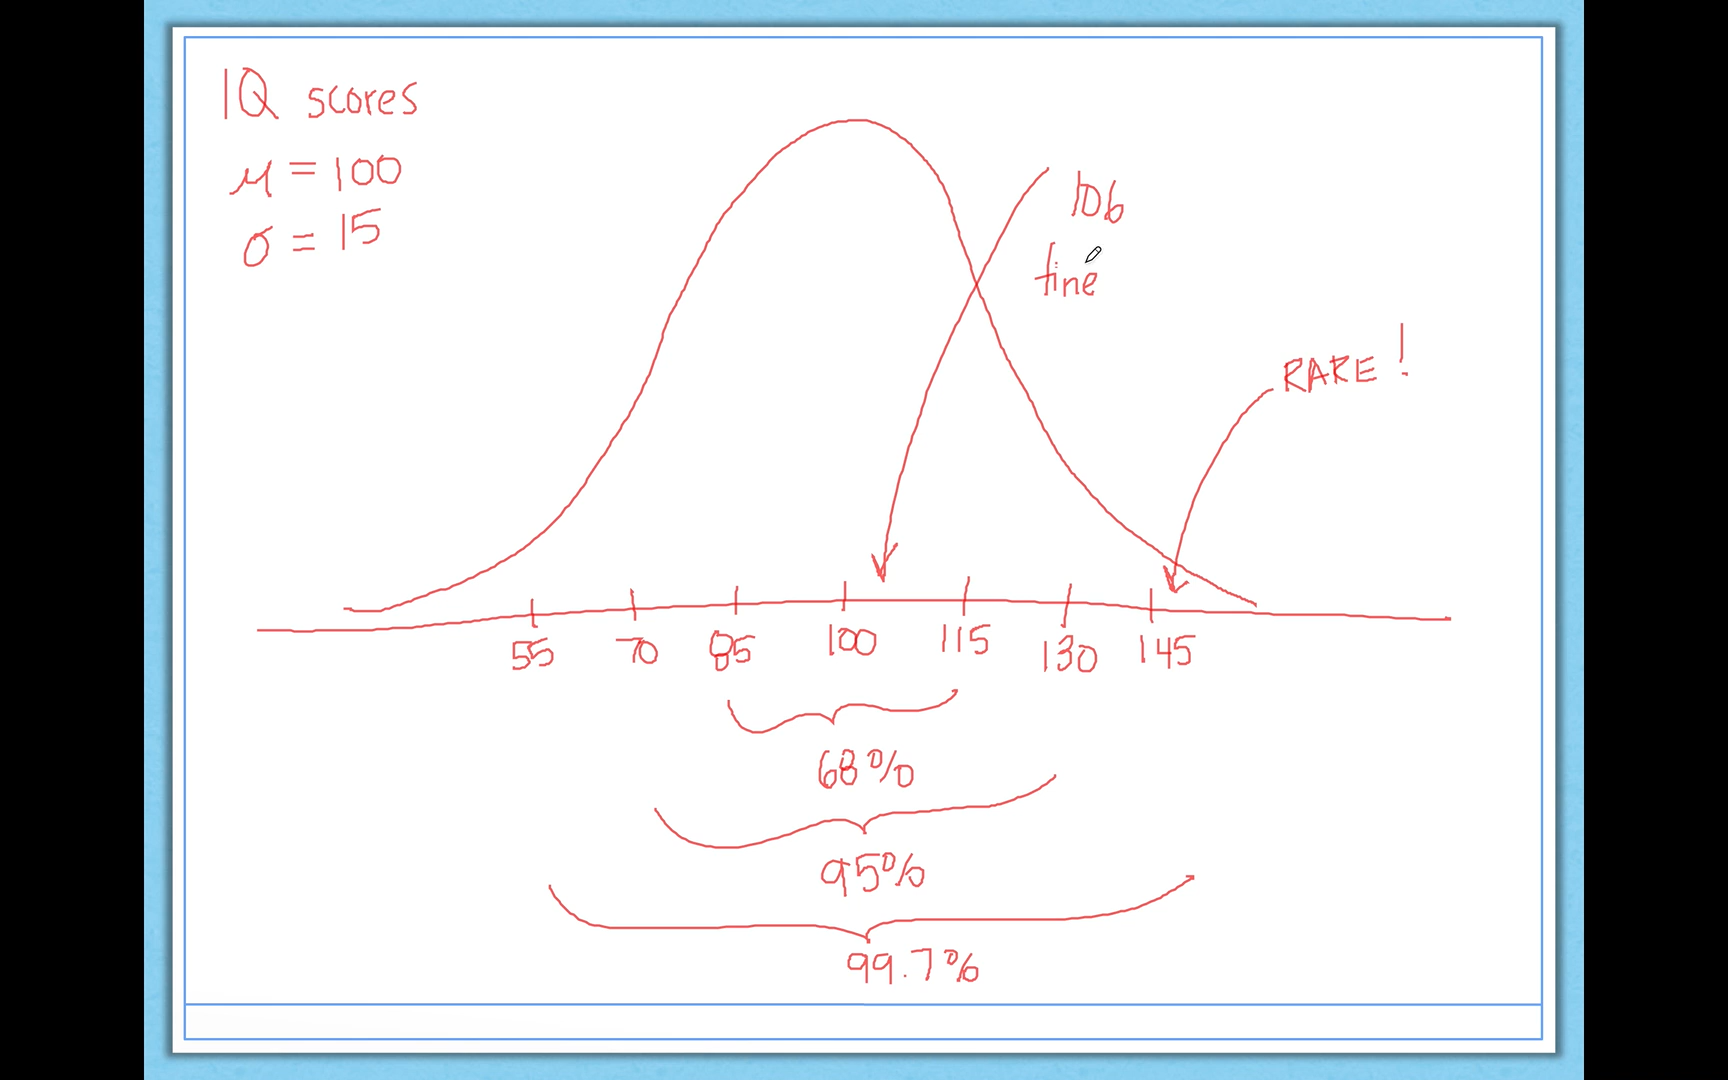 IQ scores
μ = 100
σ = 15
106
fine
RARE!
55 70 85 100 115 130 145
68%
95%
99.7%